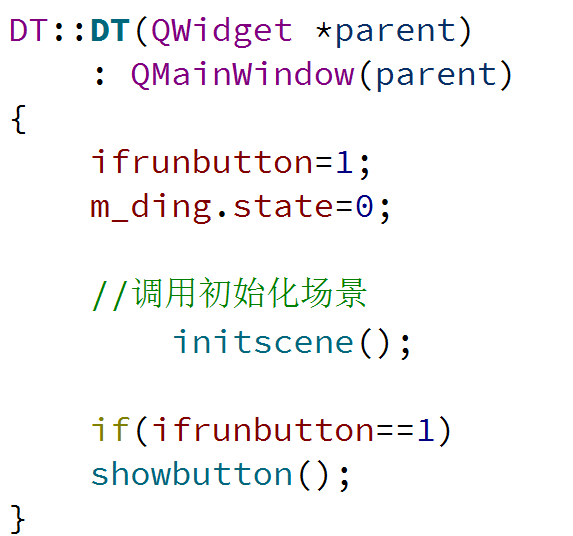 DT::DT(QWidget *parent)
    : QMainWindow(parent)
{
    ifrunbutton=1;
    m_ding.state=0;
    //调用初始化场景
        initscene();
    if(ifrunbutton==1)
    showbutton();
}